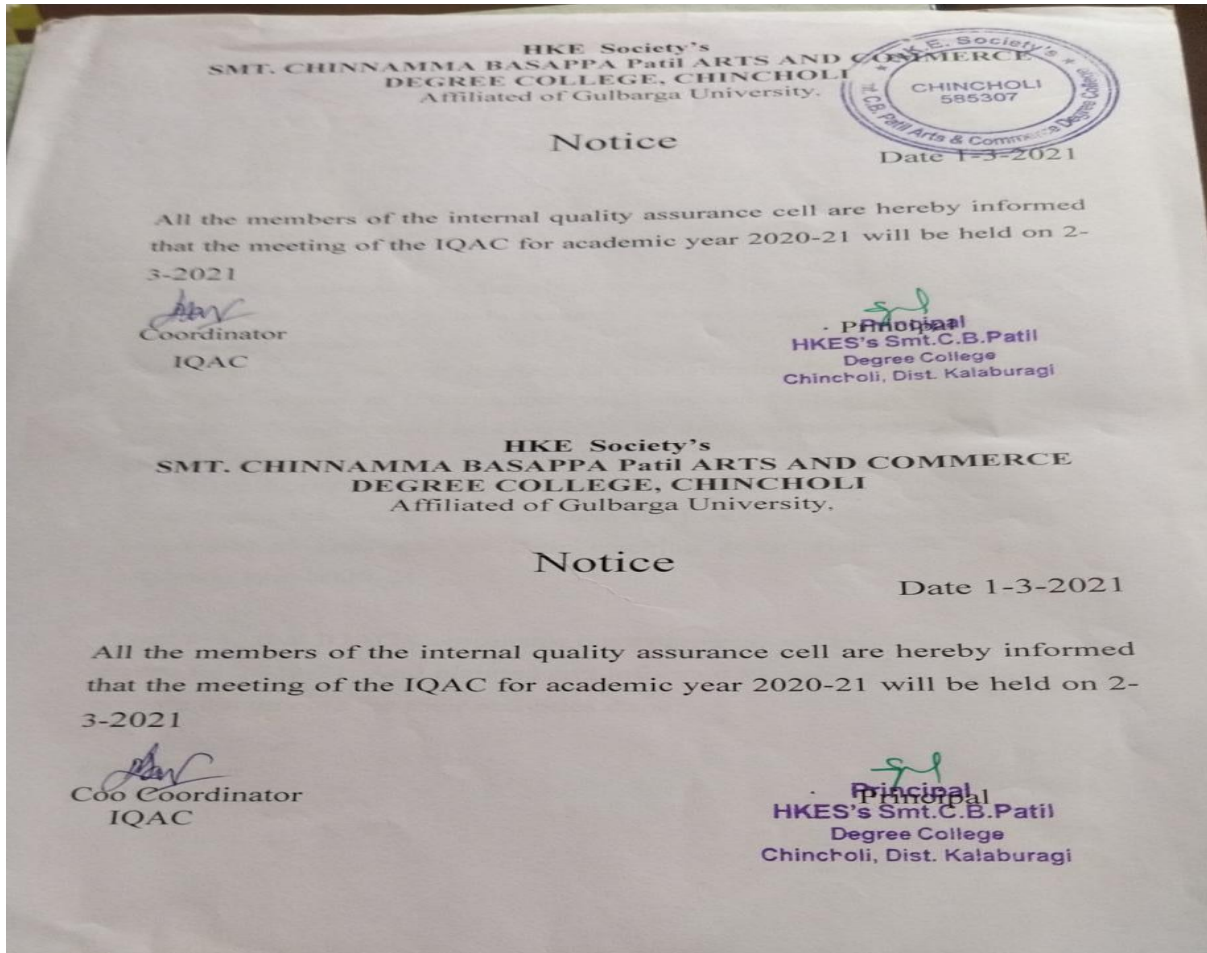 HKE Society's
SMT. CHINNAMMA BASAPPA Patil ARTS AND COMMERCE
DEGREE COLLEGE, CHINCHOLI
Affiliated of Gulbarga University.
H.K.E. Society's
CHINCHOLI
585307
C.B. Patil Arts & Commerce Degree College
Notice
Date 1-3-2021
All the members of the internal quality assurance cell are hereby informed
that the meeting of the IQAC for academic year 2020-21 will be held on 2-
3-2021
Coordinator
IQAC
Principal
Principal
HKES's Smt.C.B.Patil
Degree College
Chincholi, Dist. Kalaburagi
HKE Society's
SMT. CHINNAMMA BASAPPA Patil ARTS AND COMMERCE
DEGREE COLLEGE, CHINCHOLI
Affiliated of Gulbarga University.
Notice
Date 1-3-2021
All the members of the internal quality assurance cell are hereby informed
that the meeting of the IQAC for academic year 2020-21 will be held on 2-
3-2021
Coo Coordinator
IQAC
Principal
Principal
HKES's Smt.C.B.Patil
Degree College
Chincholi, Dist. Kalaburagi